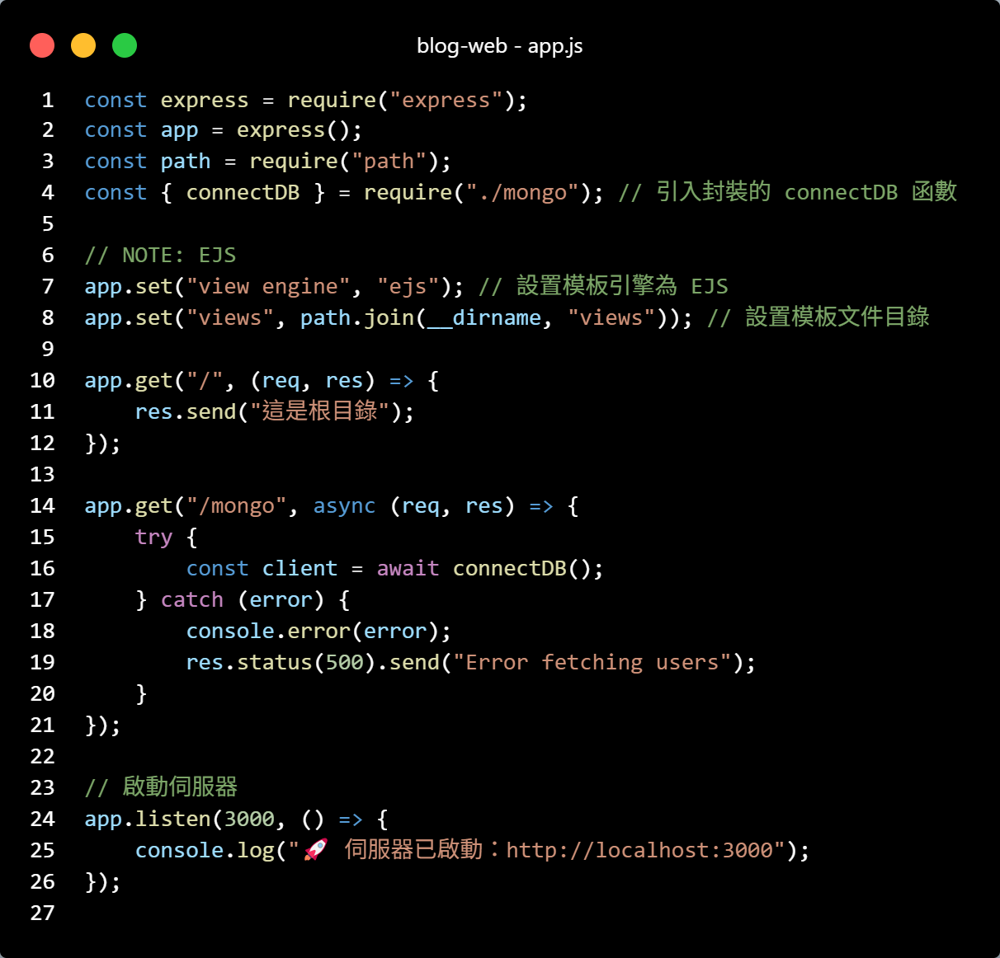 blog-web - app.js
1 const express = require("express");
2 const app = express();
3 const path = require("path");
4 const { connectDB } = require("./mongo"); // 引入封裝的 connectDB 函數
5
6 // NOTE: EJS
7 app.set("view engine", "ejs"); // 設置模板引擎為 EJS
8 app.set("views", path.join(__dirname, "views")); // 設置模板文件目錄
9
10 app.get("/", (req, res) => {
11     res.send("這是根目錄");
12 });
13
14 app.get("/mongo", async (req, res) => {
15     try {
16         const client = await connectDB();
17     } catch (error) {
18         console.error(error);
19         res.status(500).send("Error fetching users");
20     }
21 });
22
23 // 啟動伺服器
24 app.listen(3000, () => {
25     console.log("🚀 伺服器已啟動：http://localhost:3000");
26 });
27